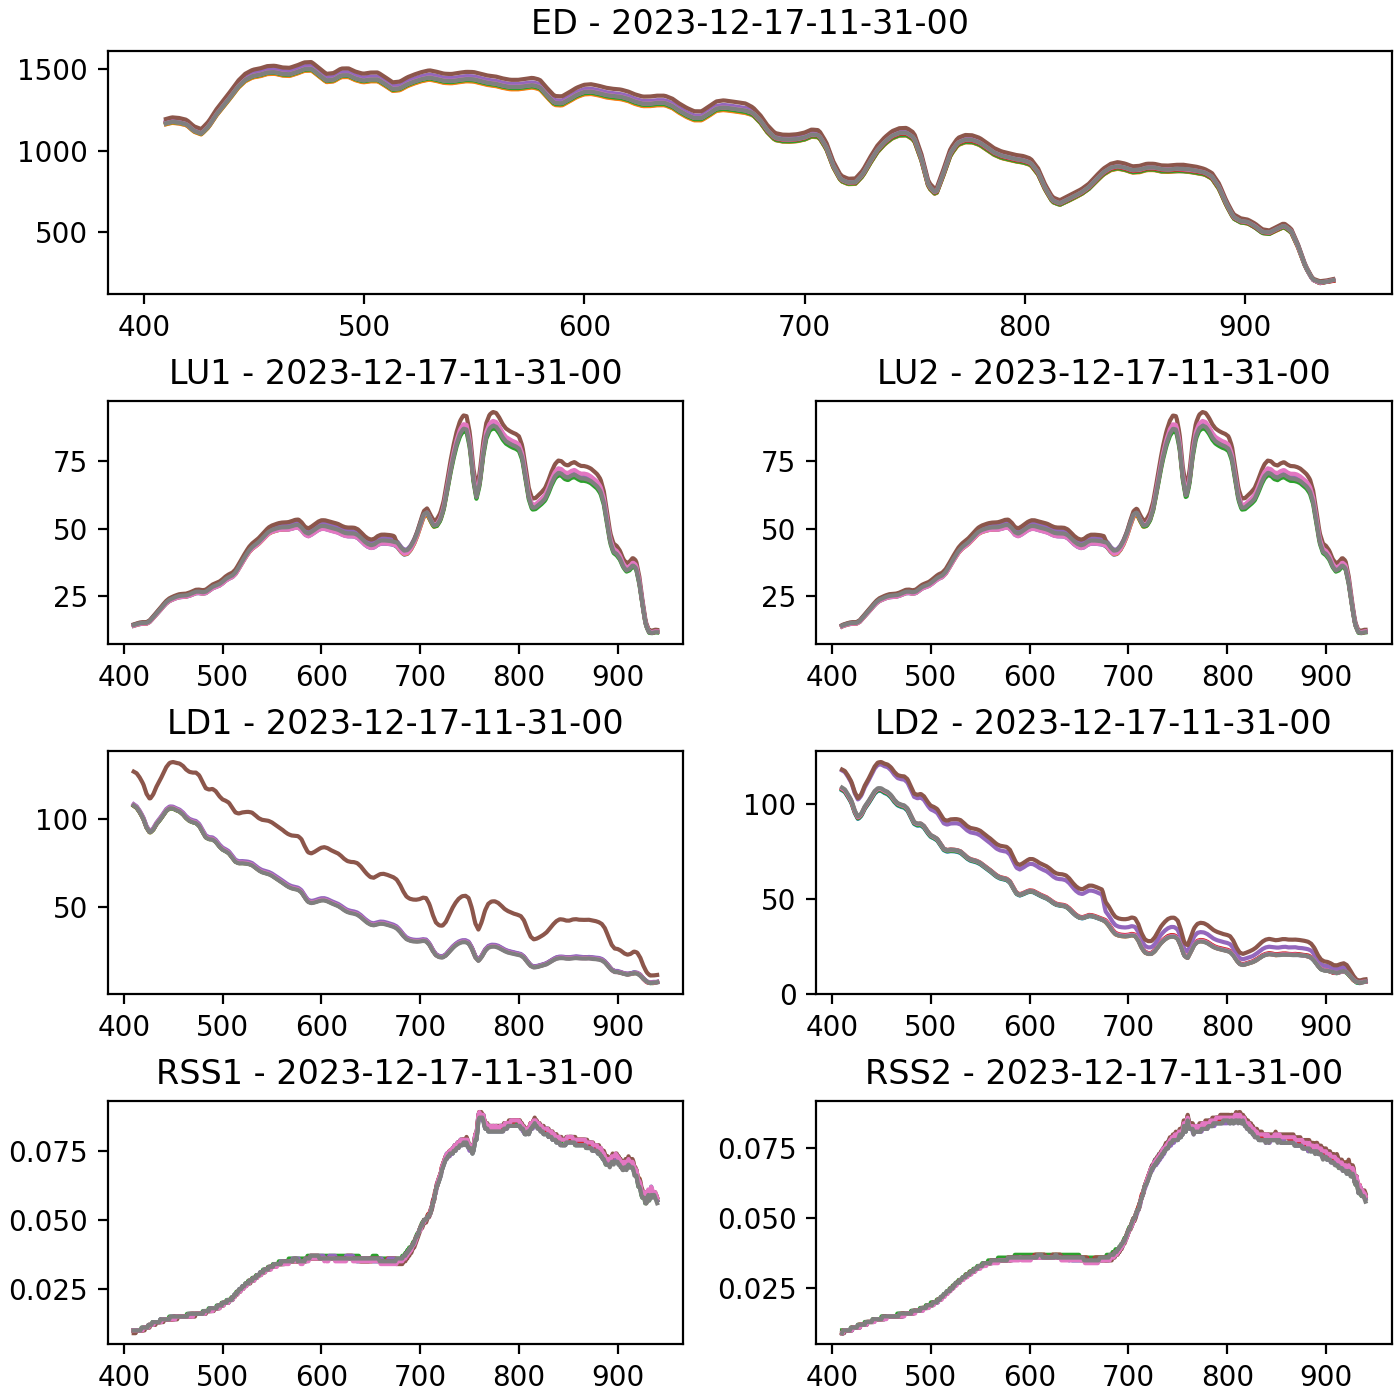 ED - 2023-12-17-11-31-00
1500
1000
500
400 500 600 700 800 900
LU1 - 2023-12-17-11-31-00
75
50
25
400 500 600 700 800 900
LU2 - 2023-12-17-11-31-00
75
50
25
400 500 600 700 800 900
LD1 - 2023-12-17-11-31-00
100
50
400 500 600 700 800 900
LD2 - 2023-12-17-11-31-00
100
50
0
400 500 600 700 800 900
RSS1 - 2023-12-17-11-31-00
0.075
0.050
0.025
400 500 600 700 800 900
RSS2 - 2023-12-17-11-31-00
0.075
0.050
0.025
400 500 600 700 800 900